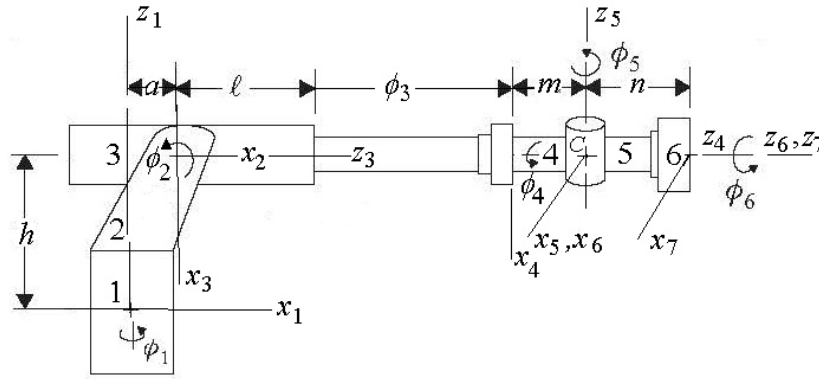 z₁
z₅
ϕ₅
a ℓ ϕ₃ m n
3 ϕ₂ x₂ z₃ 4 C 5 6 z₄ z₆, z₇
ϕ₄ ϕ₆
h 2 x₅, x₆ x₇
x₄
1 x₃
x₁
ϕ₁